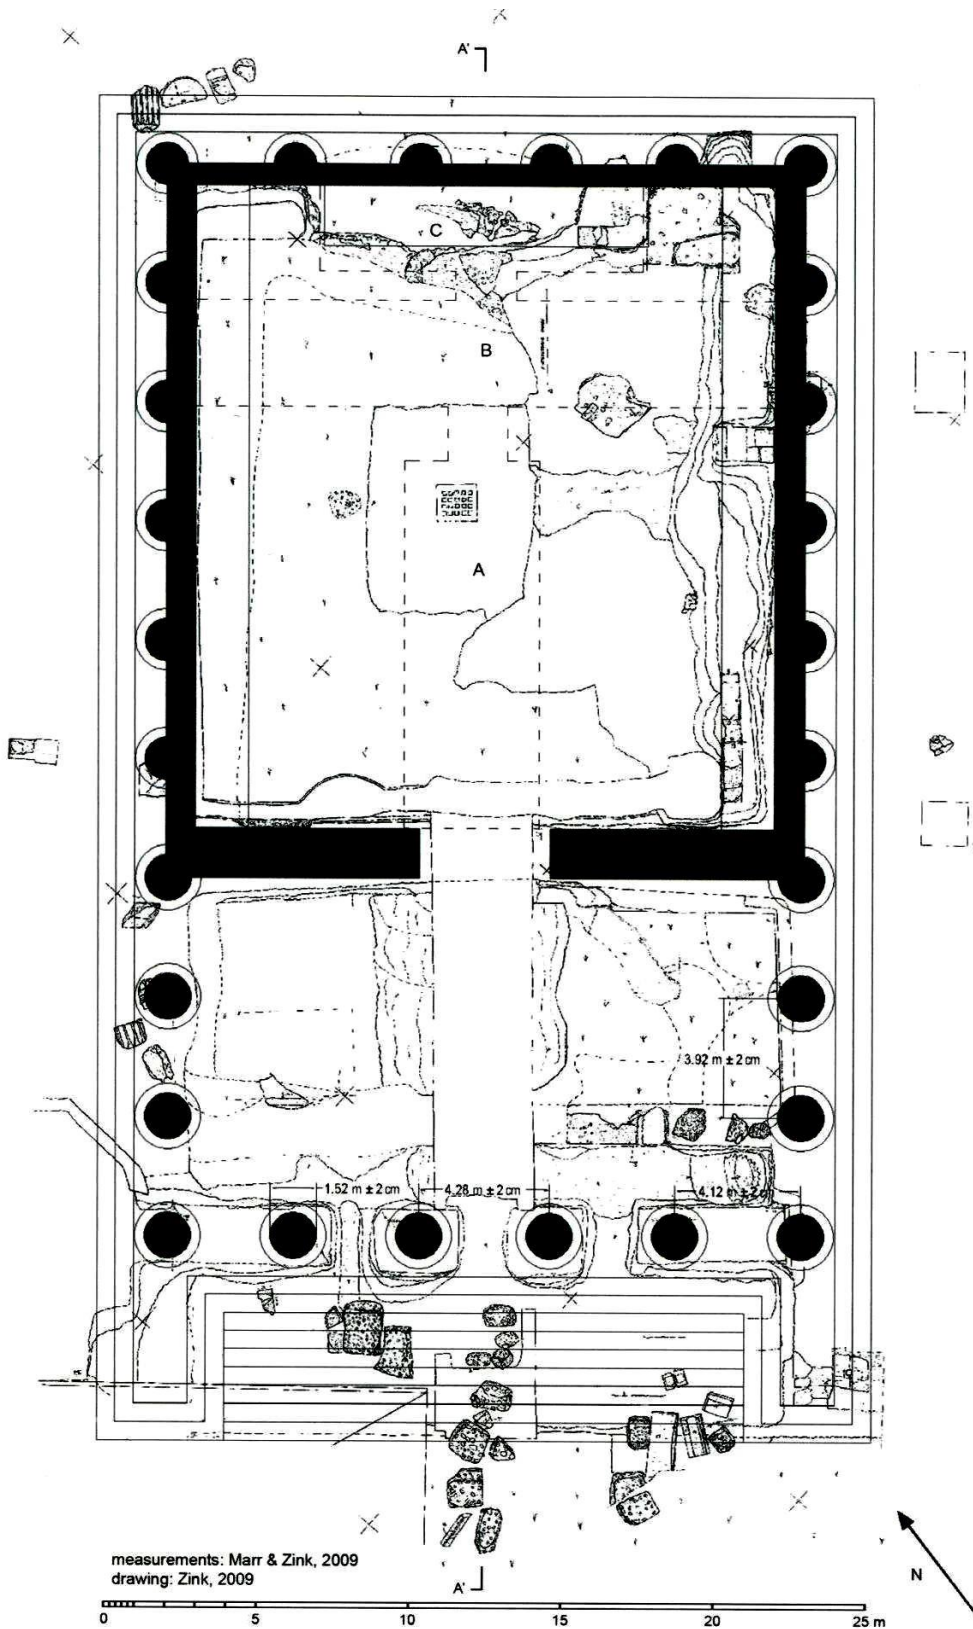 A'
C
B
A
3.92 m ± 2 cm
1.52 m ± 2 cm
4.28 m ± 2 cm
4.12 m ± 2 cm
measurements: Marr & Zink, 2009
drawing: Zink, 2009
A'
N
0 5 10 15 20 25 m